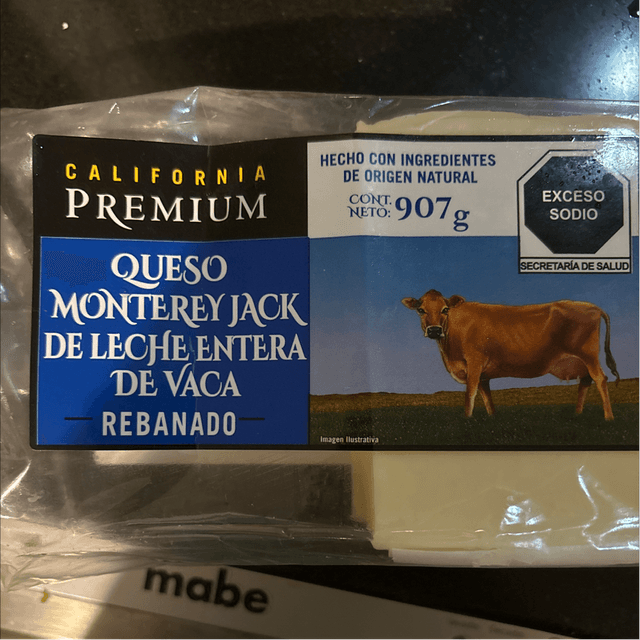 CALIFORNIA
PREMIUM
HECHO CON INGREDIENTES
DE ORIGEN NATURAL
CONT.
NETO: 907g
EXCESO
SODIO
SECRETARÍA DE SALUD
QUESO
MONTEREY JACK
DE LECHE ENTERA
DE VACA
REBANADO
Imagen Ilustrativa
mabe